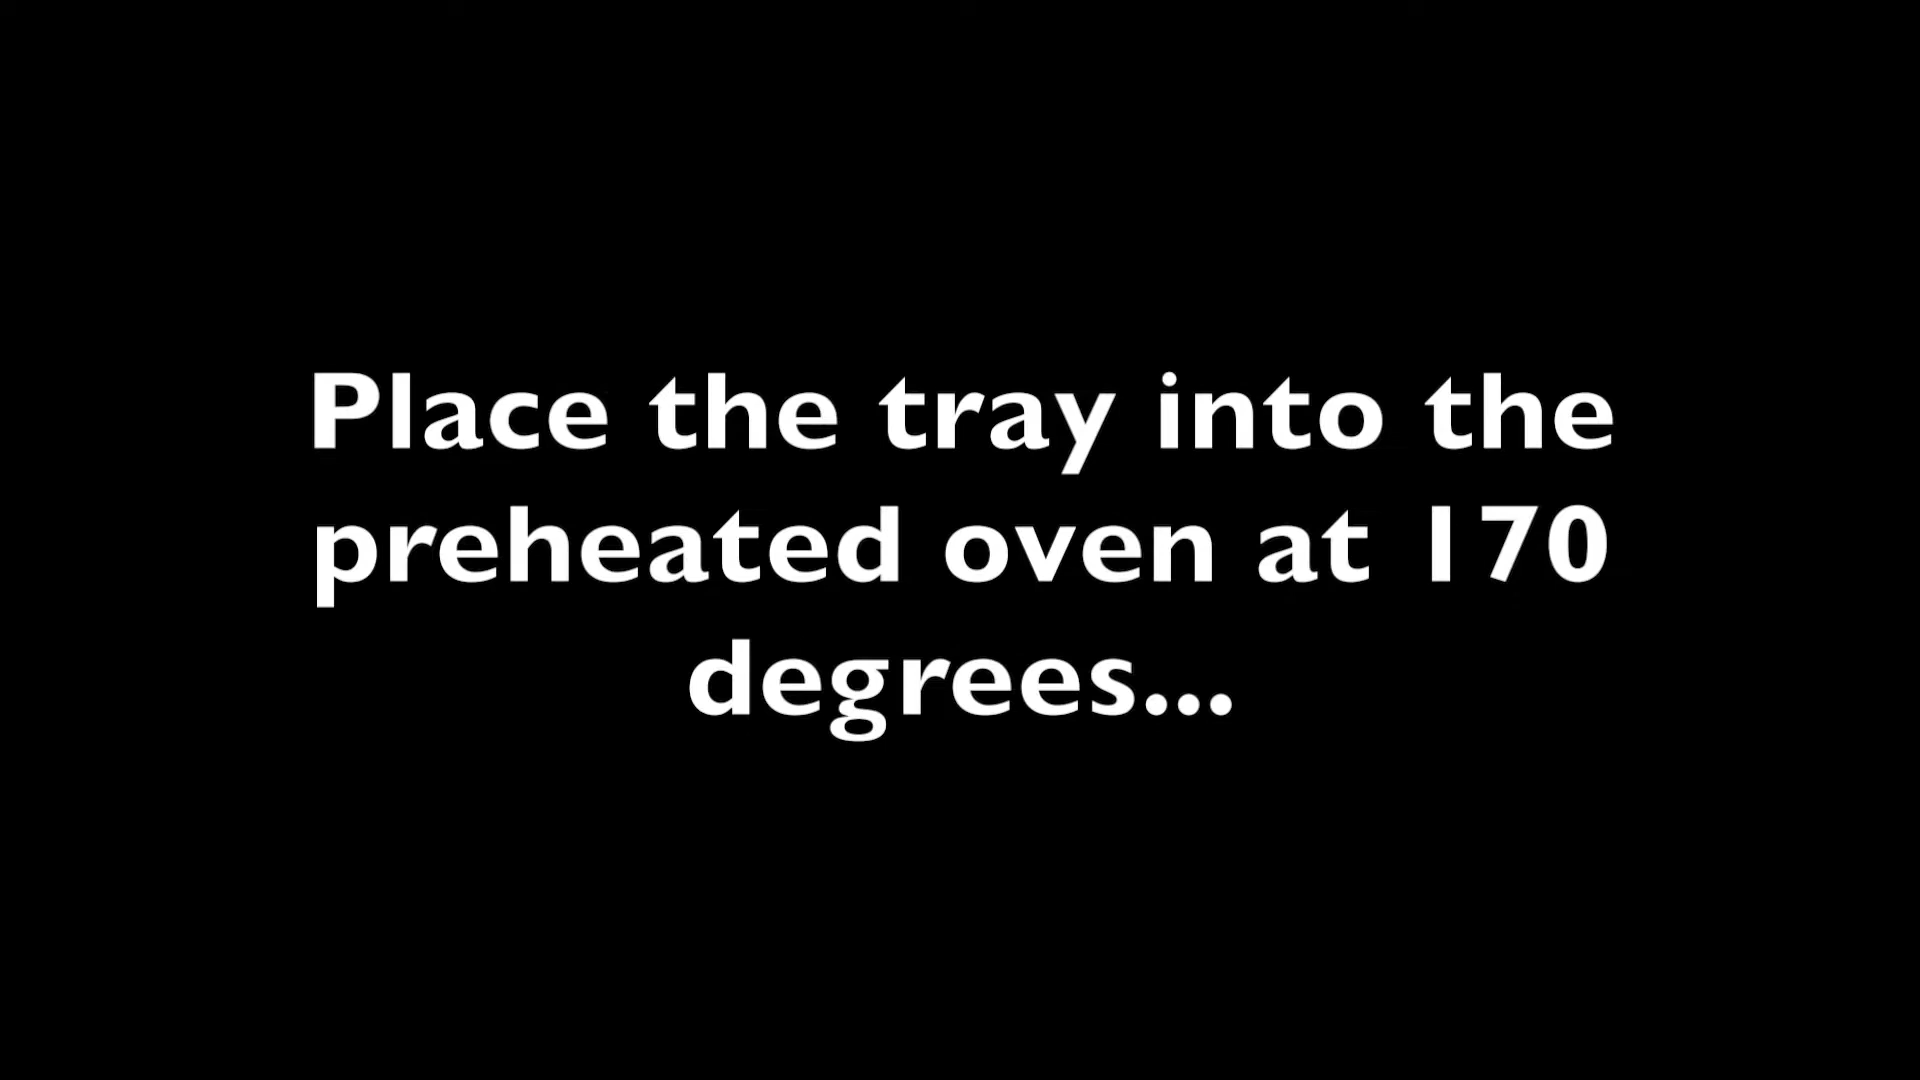 Place the tray into the
preheated oven at 170
degrees...